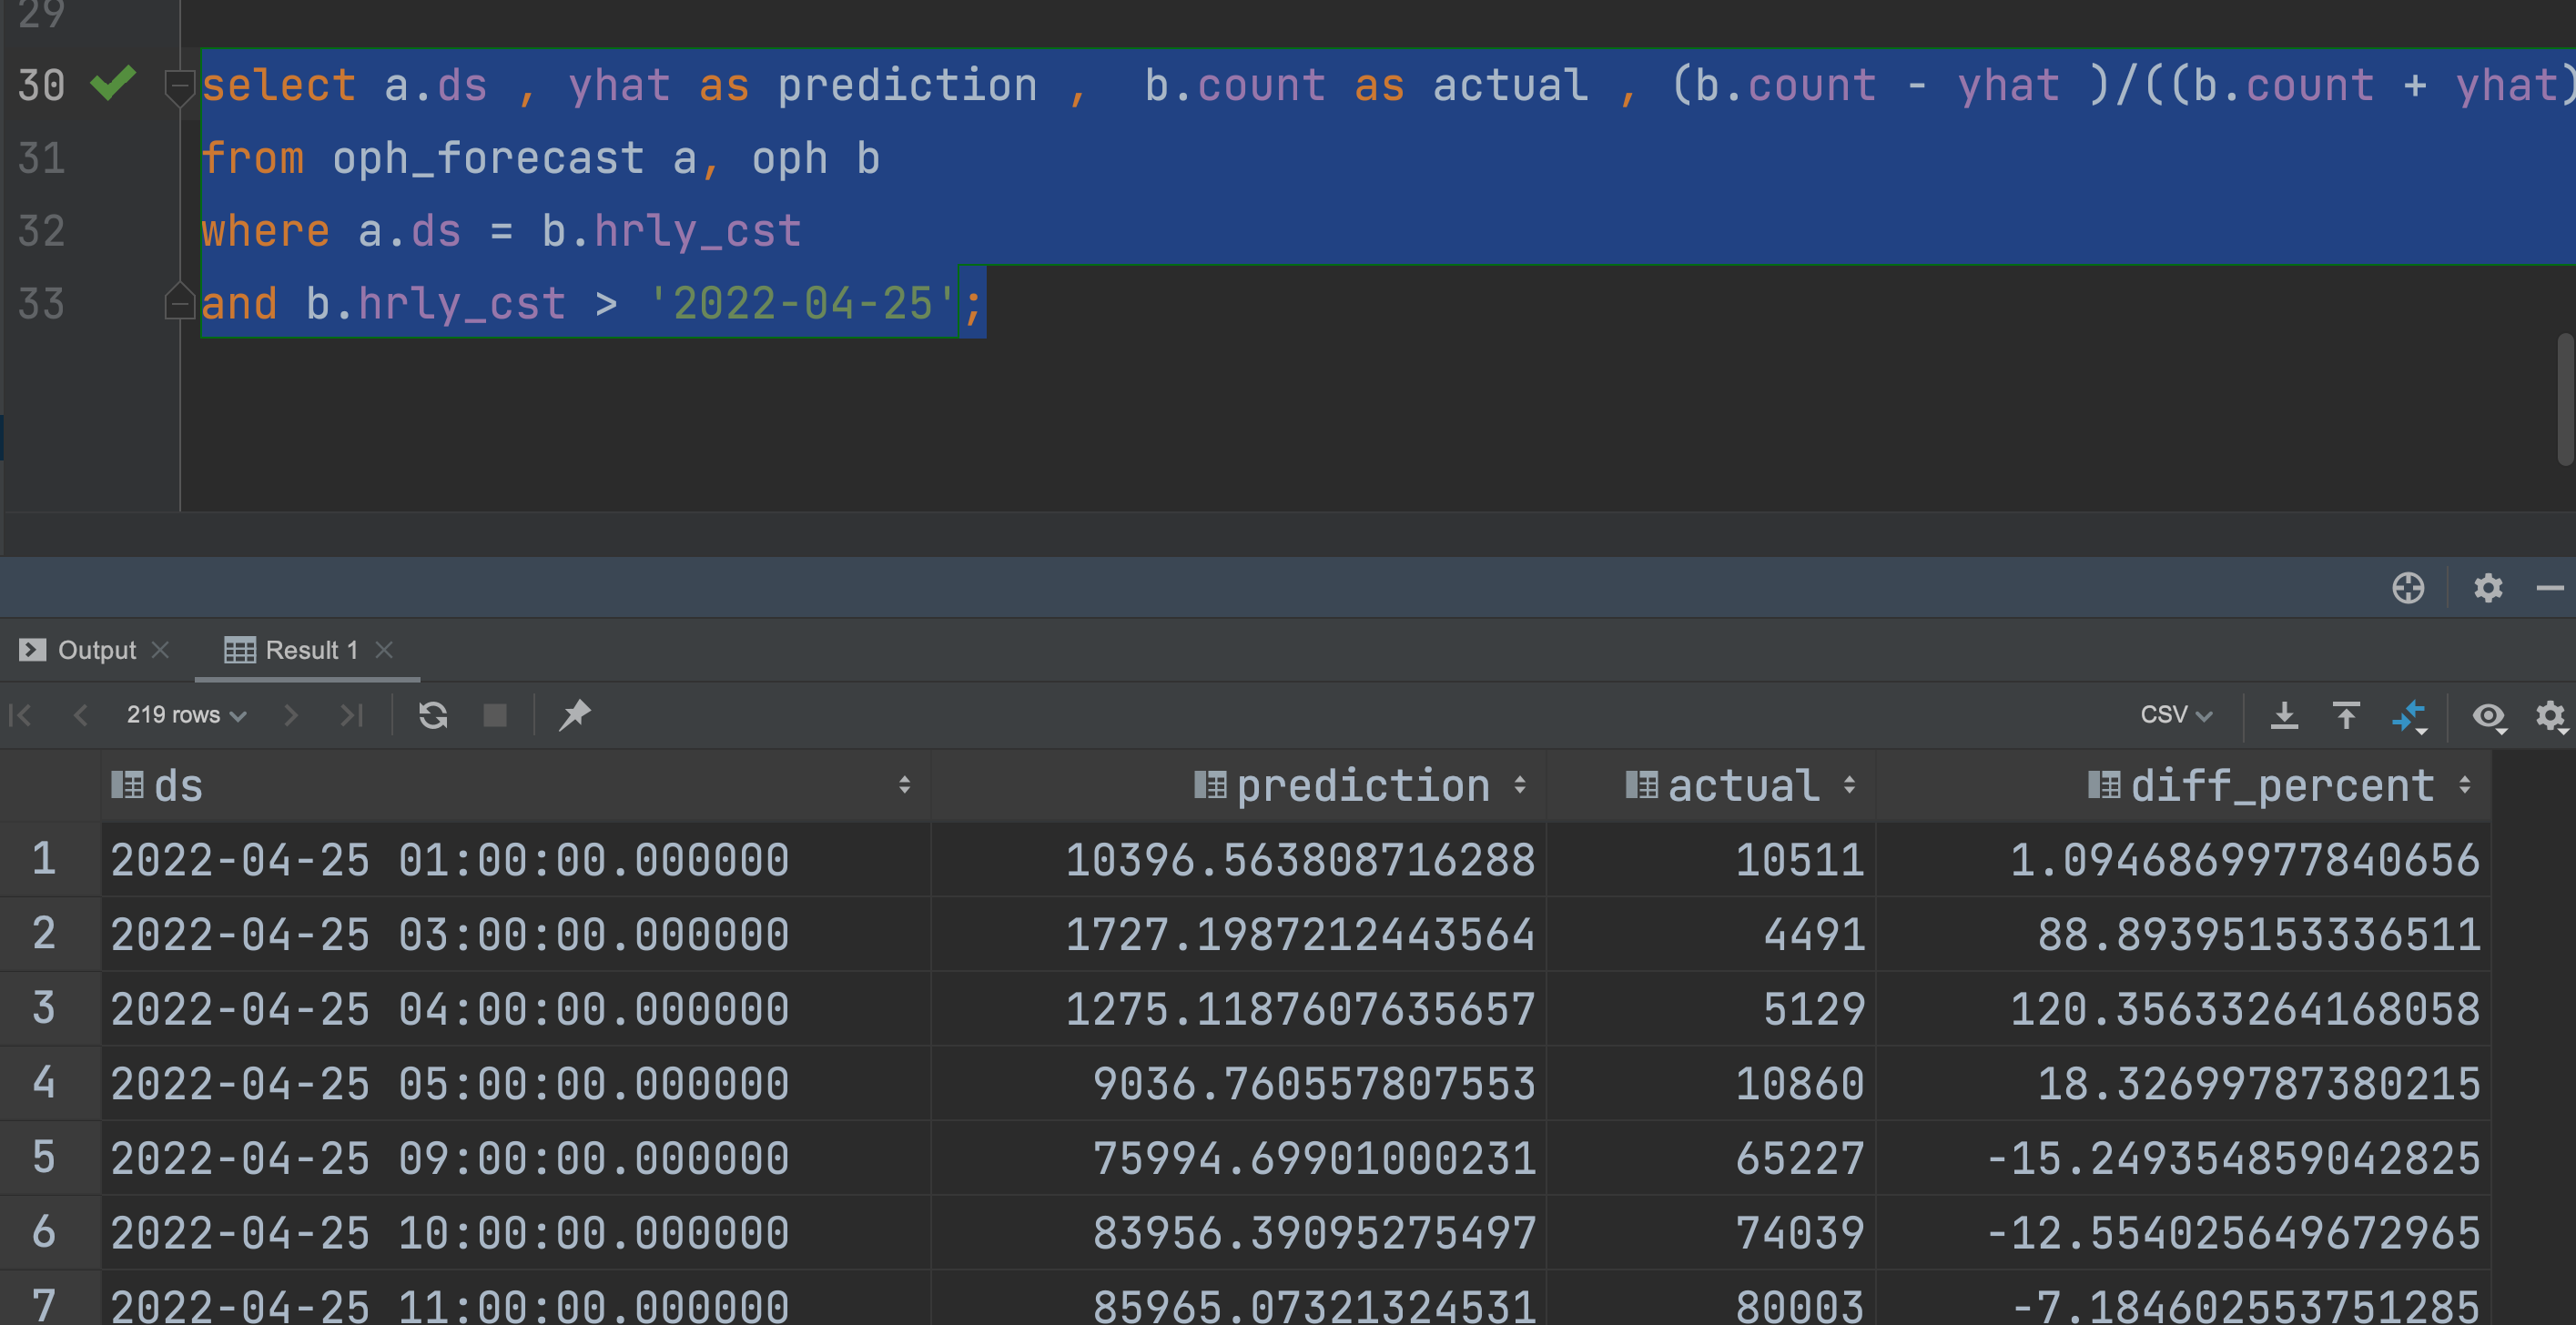 29
30 select a.ds , yhat as prediction , b.count as actual , (b.count - yhat )/((b.count + yhat)
31 from oph_forecast a, oph b
32 where a.ds = b.hrly_cst
33 and b.hrly_cst > '2022-04-25';
Output Result 1
219 rows CSV
ds prediction actual diff_percent
1 2022-04-25 01:00:00.000000 10396.563808716288 10511 1.0946869977840656
2 2022-04-25 03:00:00.000000 1727.1987212443564 4491 88.89395153336511
3 2022-04-25 04:00:00.000000 1275.1187607635657 5129 120.35633264168058
4 2022-04-25 05:00:00.000000 9036.760557807553 10860 18.32699787380215
5 2022-04-25 09:00:00.000000 75994.69901000231 65227 -15.249354859042825
6 2022-04-25 10:00:00.000000 83956.39095275497 74039 -12.554025649672965
7 2022-04-25 11:00:00.000000 85965.07321324531 80003 -7.184602553751285